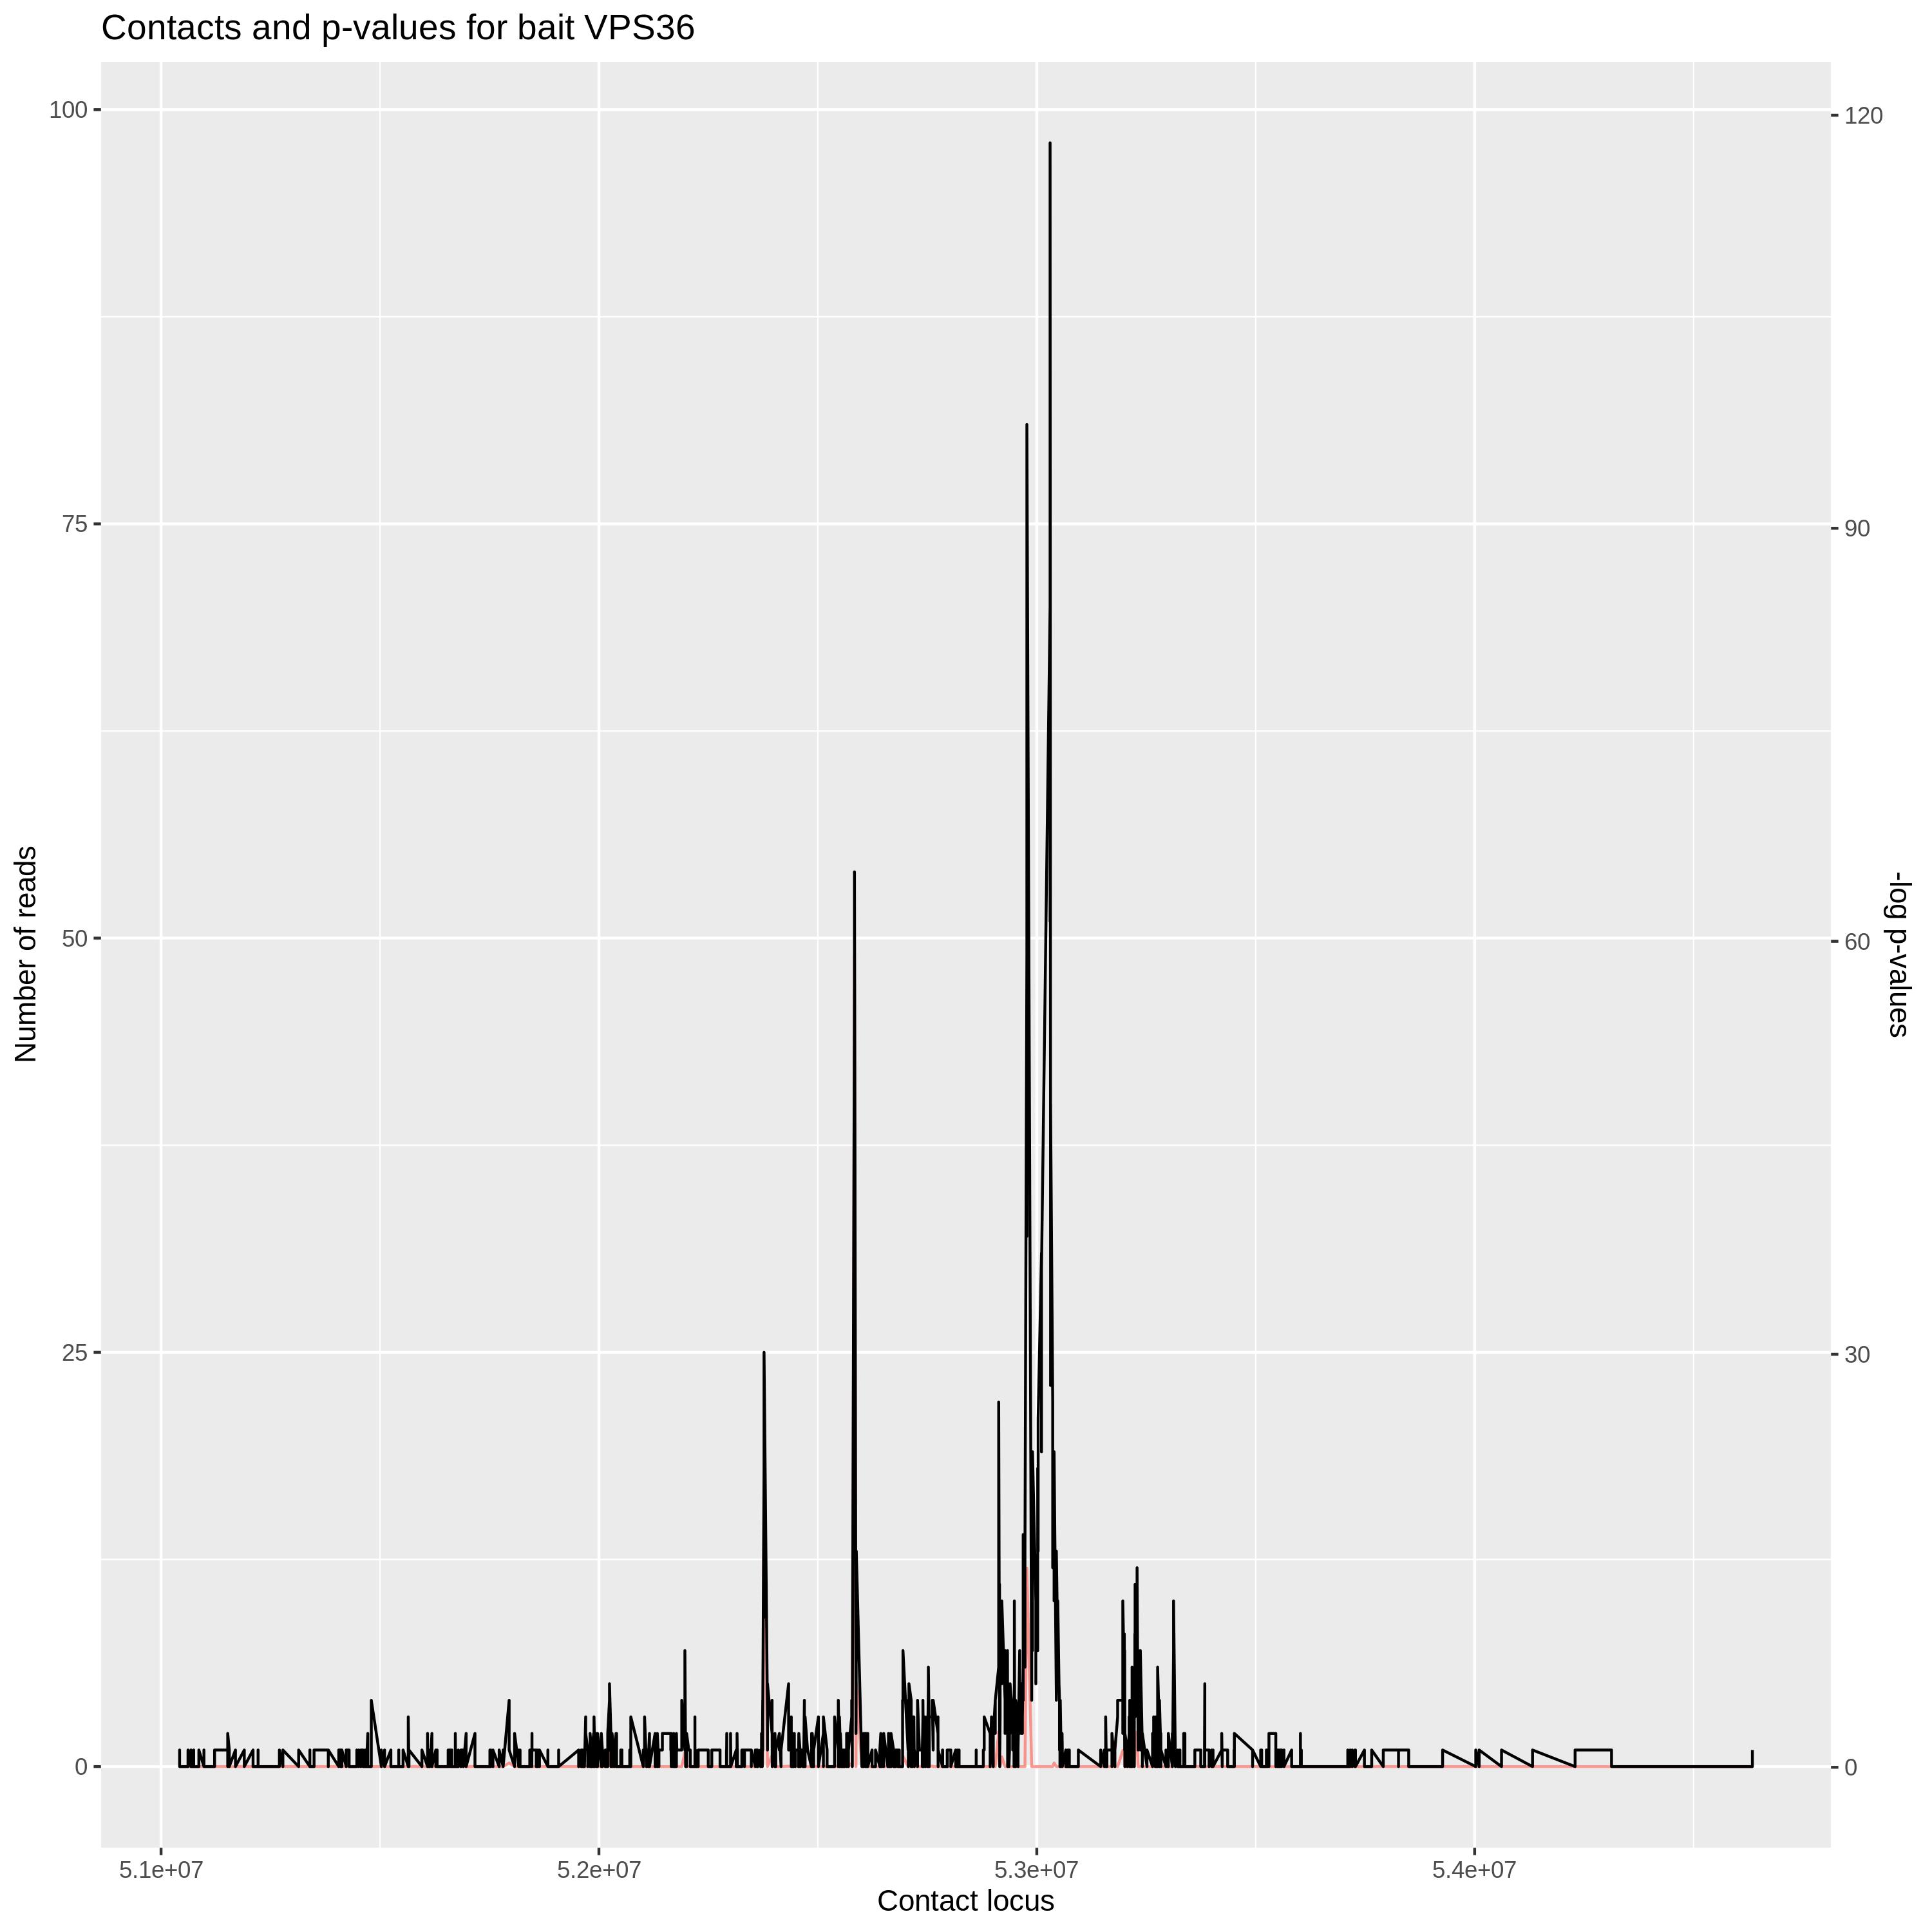 Contacts and p-values for bait VPS36
100
75
50
25
0
Number of reads
120
90
60
30
0
-log p-values
5.1e+07 5.2e+07 5.3e+07 5.4e+07
Contact locus